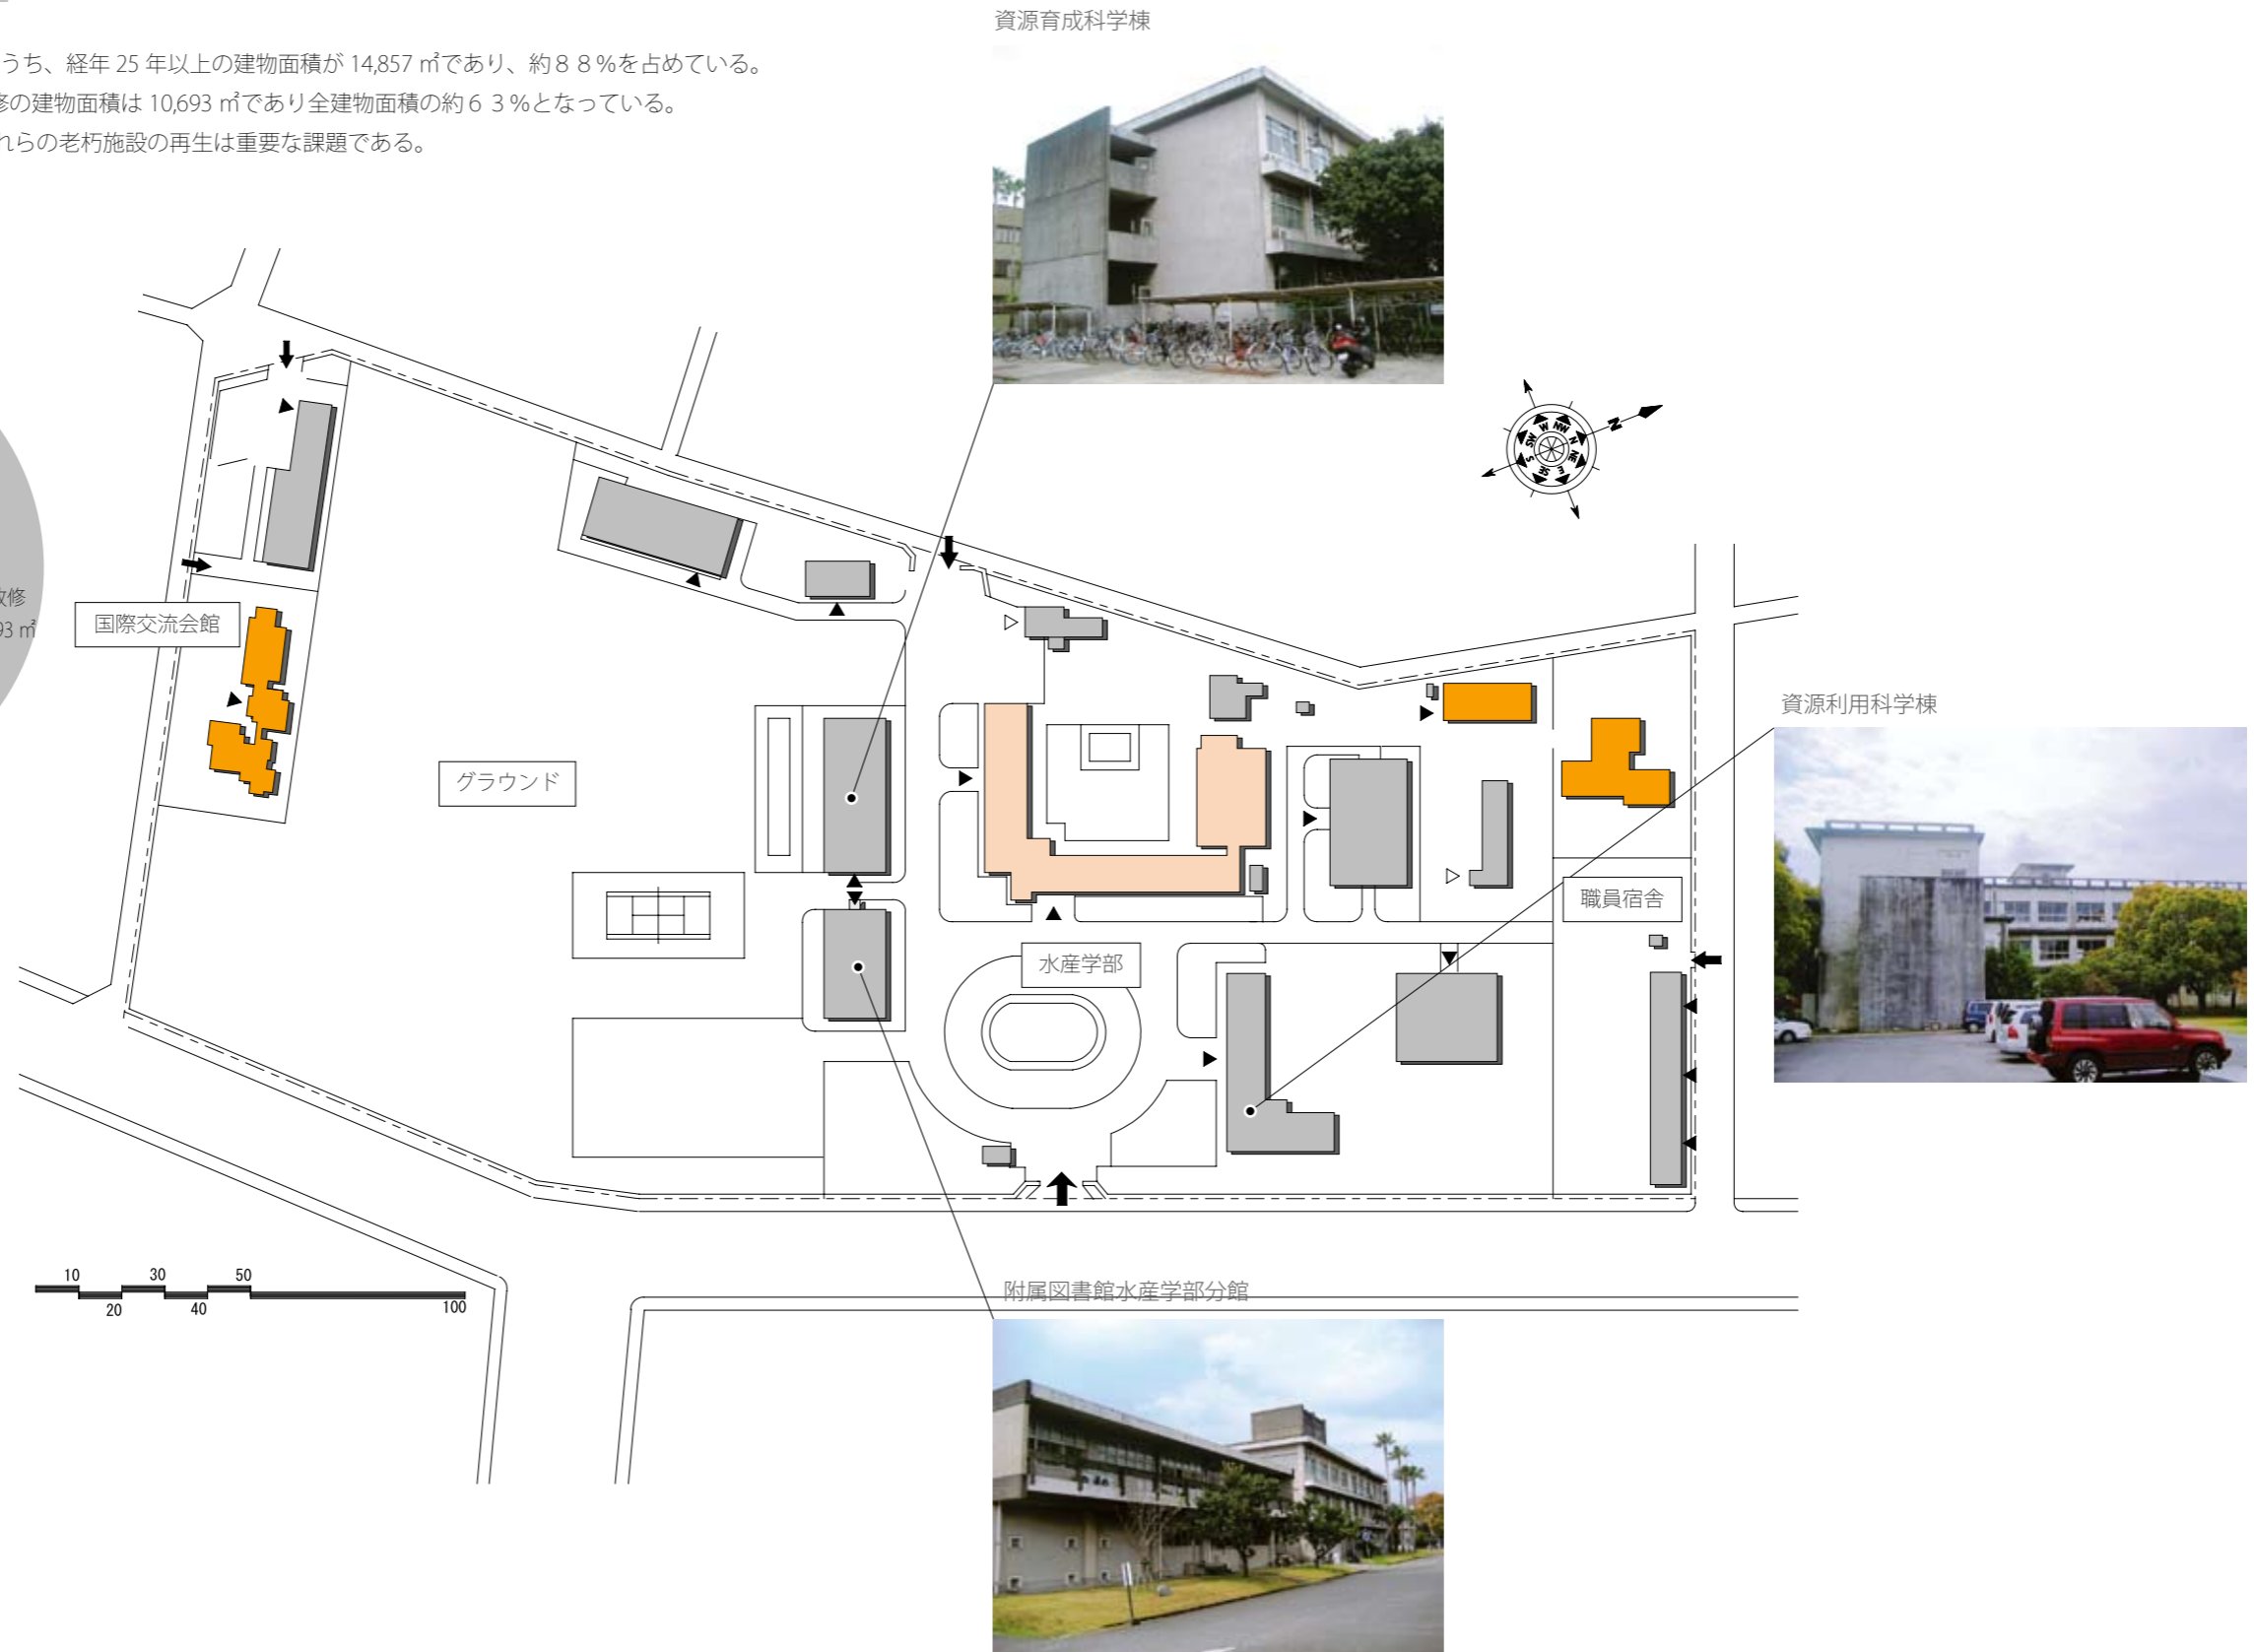 資源育成科学棟
うち、経年 25 年以上の建物面積が 14,857 ㎡であり、約８８%を占めている。
修の建物面積は 10,693 ㎡であり全建物面積の約６３%となっている。
れらの老朽施設の再生は重要な課題である。
N
NW
W
SW
S
SE
E
NE
N
改修
93 ㎡
国際交流会館
グラウンド
資源利用科学棟
職員宿舎
水産学部
10 30 50
20 40 100
附属図書館水産学部分館